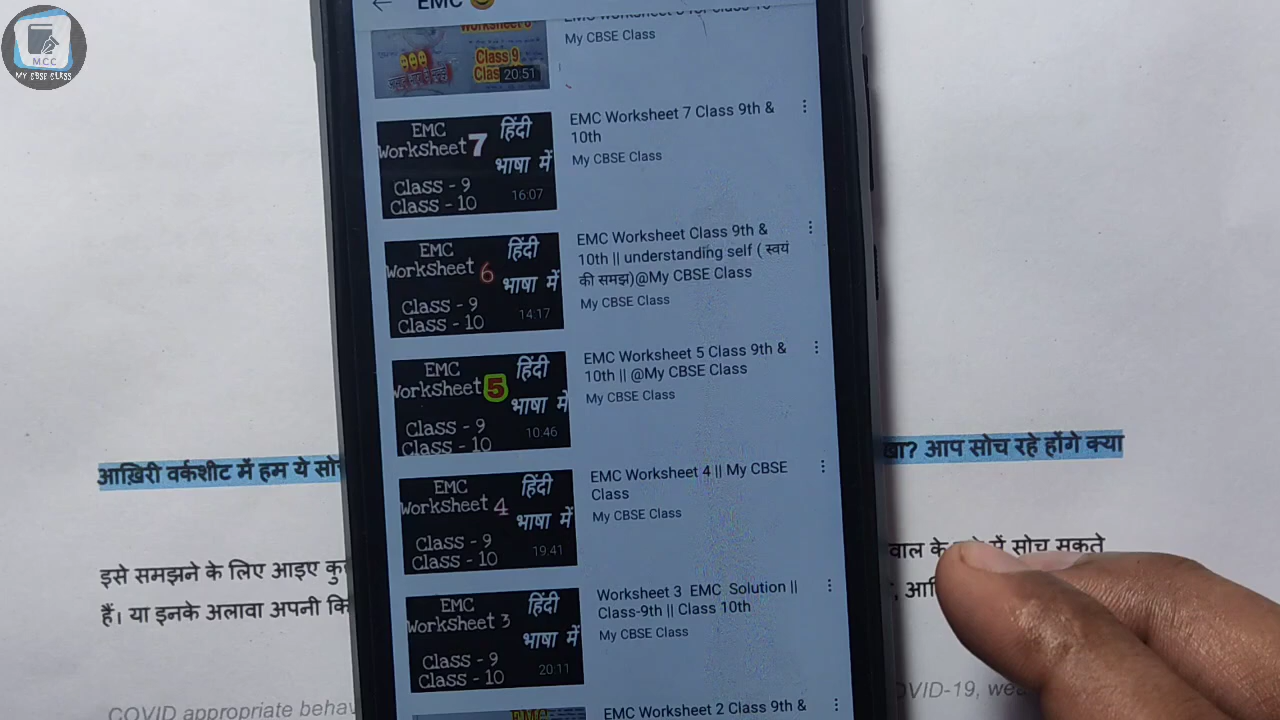 MCC
MY CBSE CLASS
EMC
Worksheet 8
Class 9
20:51
My CBSE Class
EMC
Worksheet 7
हिंदी
भाषा में
Class - 9
Class - 10
16:07
EMC Worksheet 7 Class 9th &
10th
My CBSE Class
EMC
Worksheet 6
हिंदी
भाषा में
Class - 9
Class - 10
14:17
EMC Worksheet Class 9th &
10th || understanding self ( स्वयं
की समझ)@My CBSE Class
My CBSE Class
EMC
Worksheet 5
हिंदी
भाषा में
Class - 9
Class - 10
10:46
EMC Worksheet 5 Class 9th &
10th || @My CBSE Class
My CBSE Class
EMC
Worksheet 4
हिंदी
भाषा में
Class - 9
Class - 10
19:41
EMC Worksheet 4 || My CBSE
Class
My CBSE Class
EMC
Worksheet 3
हिंदी
भाषा में
Class - 9
Class - 10
20:11
Worksheet 3 EMC Solution ||
Class-9th || Class 10th
My CBSE Class
EMC Worksheet 2 Class 9th &
आख़िरी वर्कशीट में हम ये
आप सोच रहे होंगे क्या
इसे समझने के लिए आइए
में सोच सकते
हैं। या इनके अलावा अपनी
COVID appropriate